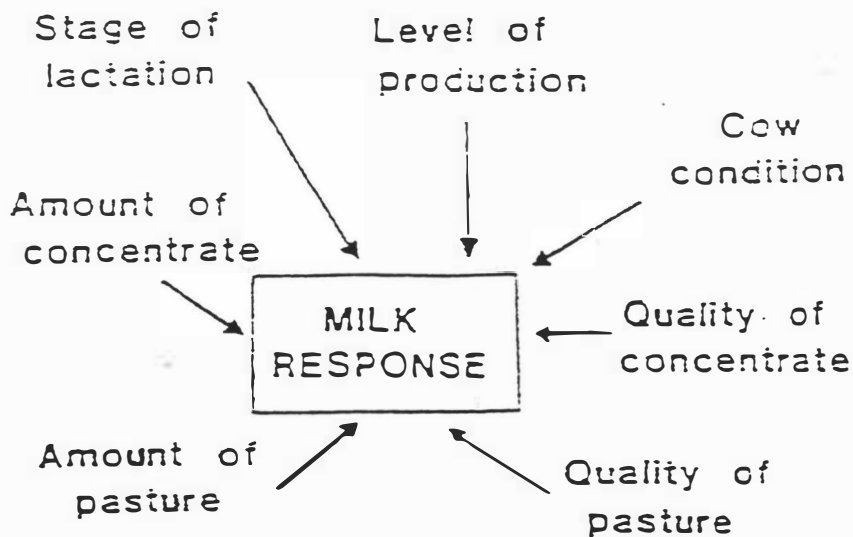 Stage of
lactation
Level of
production
Cow
condition
Amount of
concentrate
MILK
RESPONSE
Quality of
concentrate
Amount of
pasture
Quality of
pasture